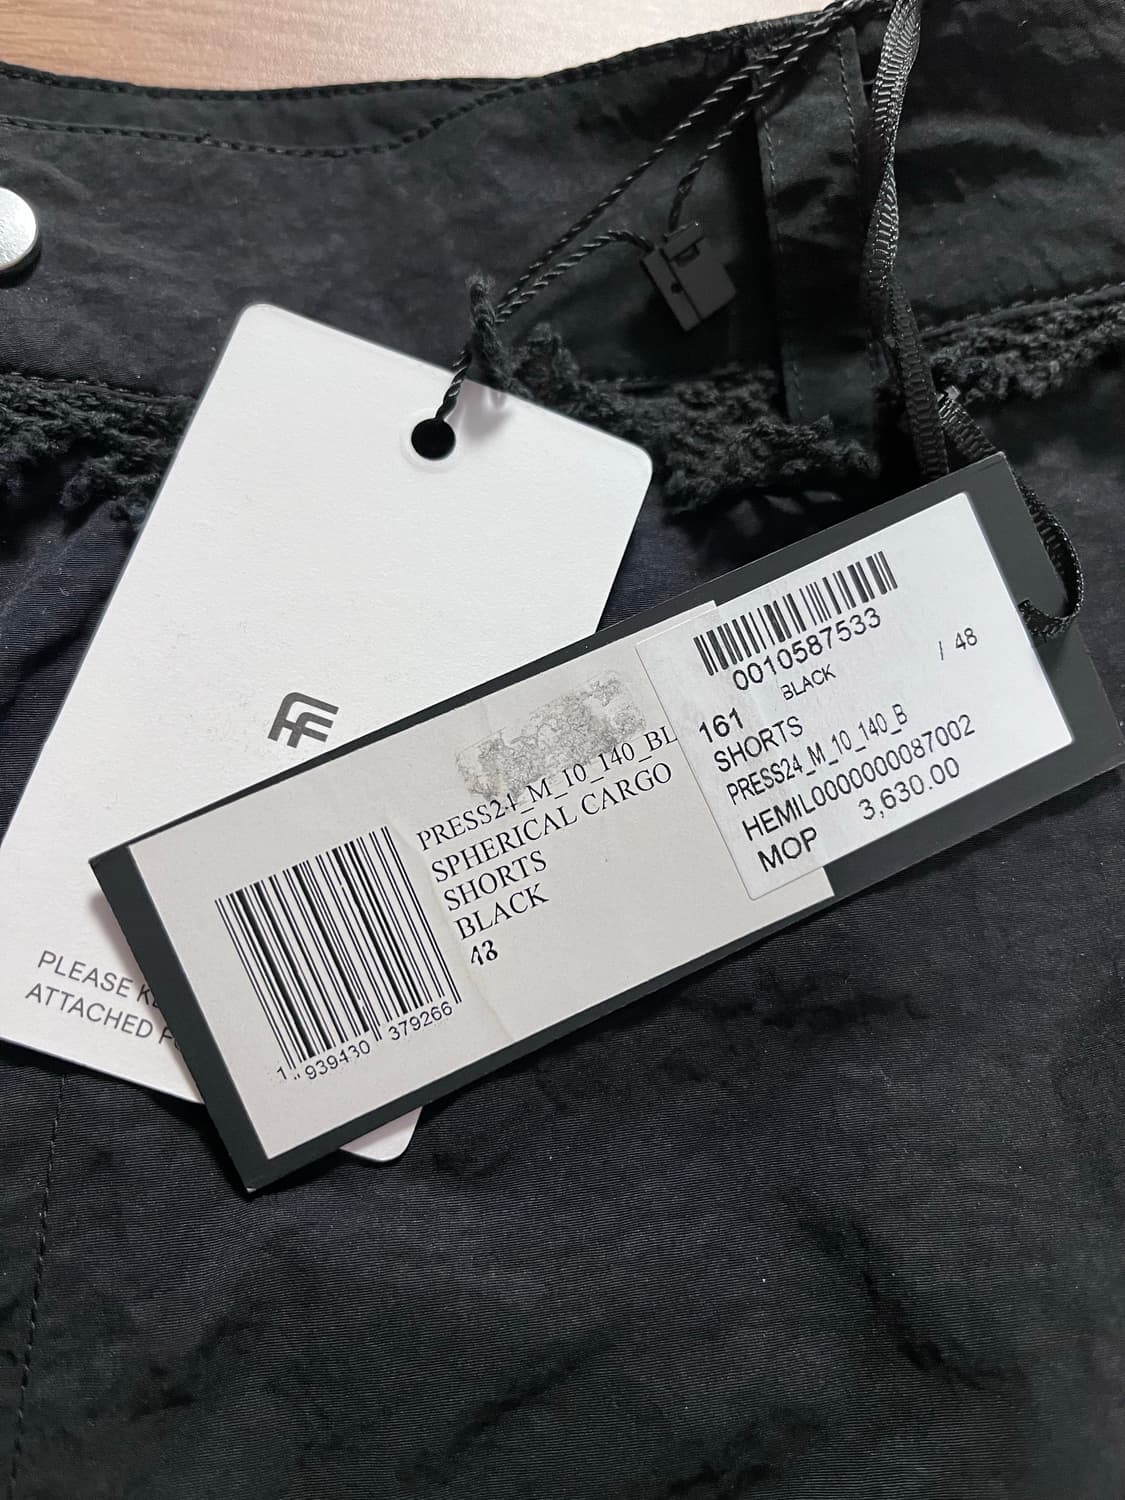 PLEASE
ATTACHED
PRESS24_M_10_140_BL
SPHERICAL CARGO
SHORTS
BLACK
48
1 939430 379266
0010587533
BLACK / 48
161
SHORTS
PRESS24_M_10_140_B
HEMIL0000000087002
MOP 3,630.00